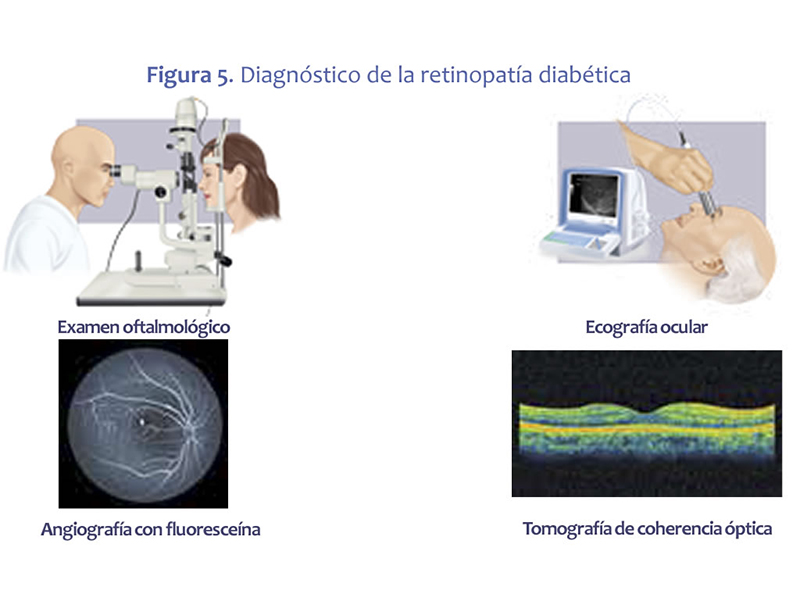 Figura 5. Diagnóstico de la retinopatía diabética
Examen oftalmológico
Ecografía ocular
Angiografía con fluoresceína
Tomografía de coherencia óptica